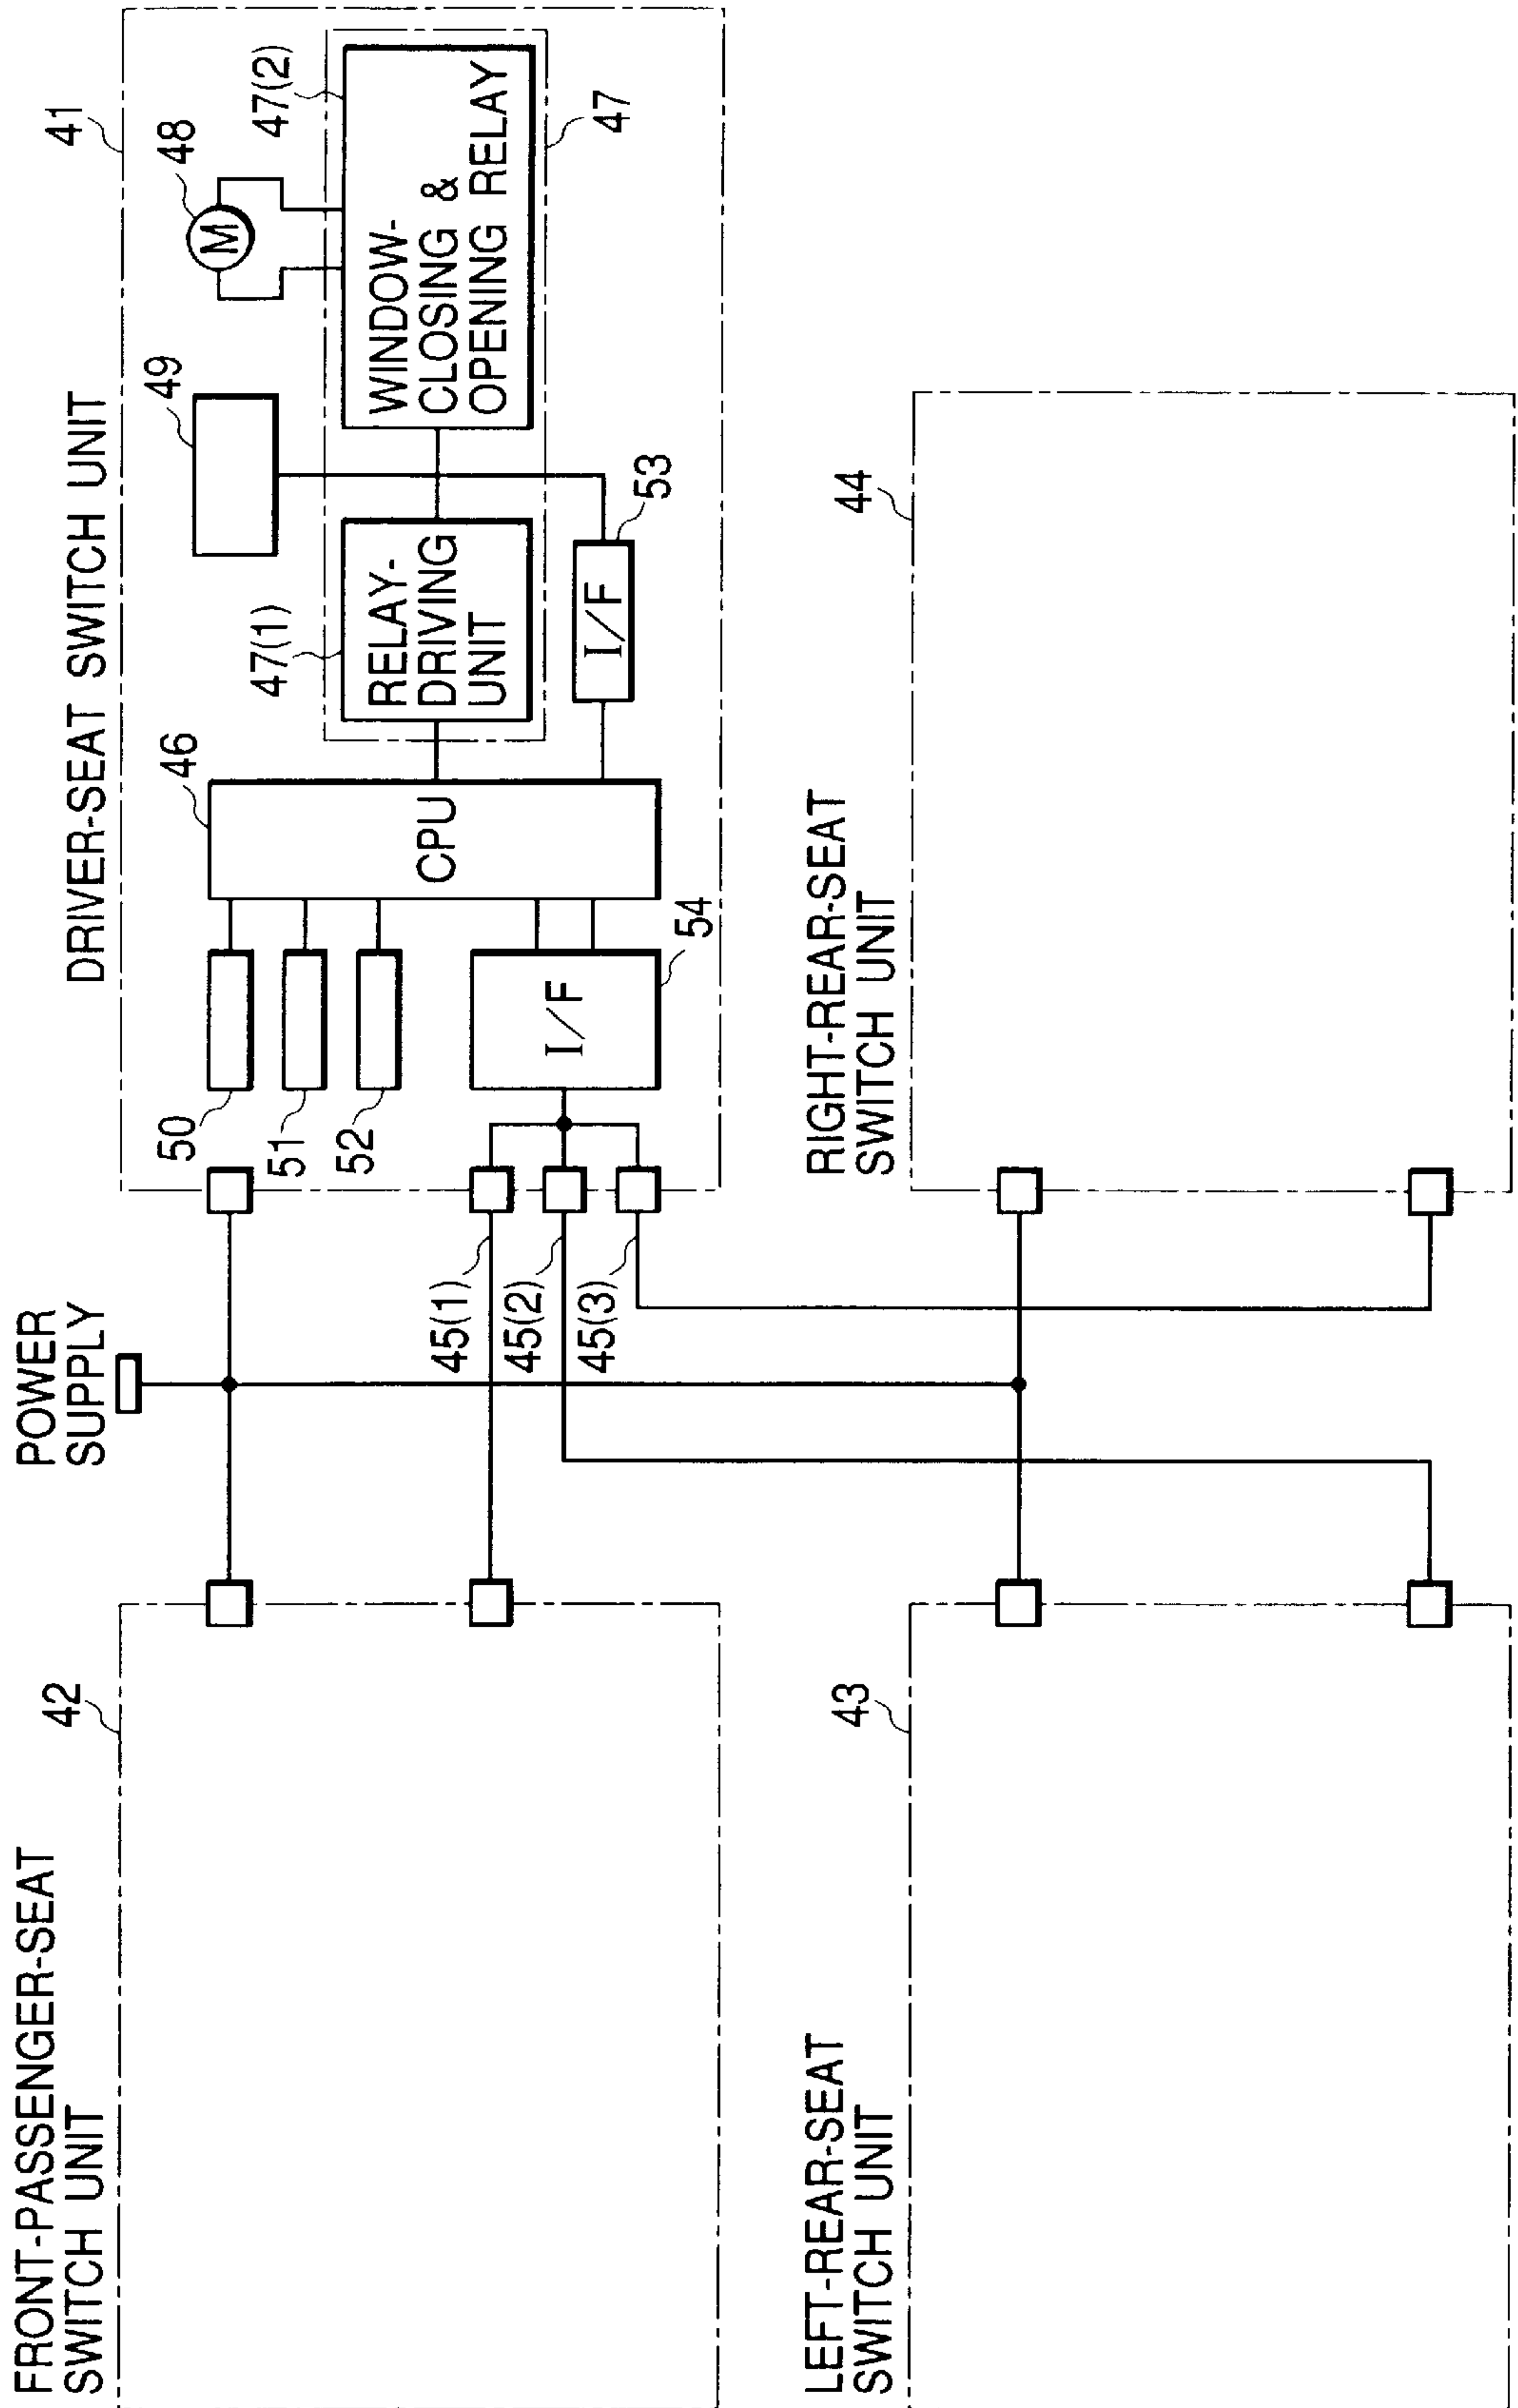 FRONT-PASSENGER-SEAT
SWITCH UNIT
42
POWER
SUPPLY
DRIVER-SEAT SWITCH UNIT
41
50
51
52
46
CPU
I/F
54
47(1)
RELAY-
DRIVING
UNIT
I/F
53
49
48
M
47(2)
WINDOW-
CLOSING &
OPENING RELAY
47
45(1)
45(2)
45(3)
LEFT-REAR-SEAT
SWITCH UNIT
43
RIGHT-REAR-SEAT
SWITCH UNIT
44